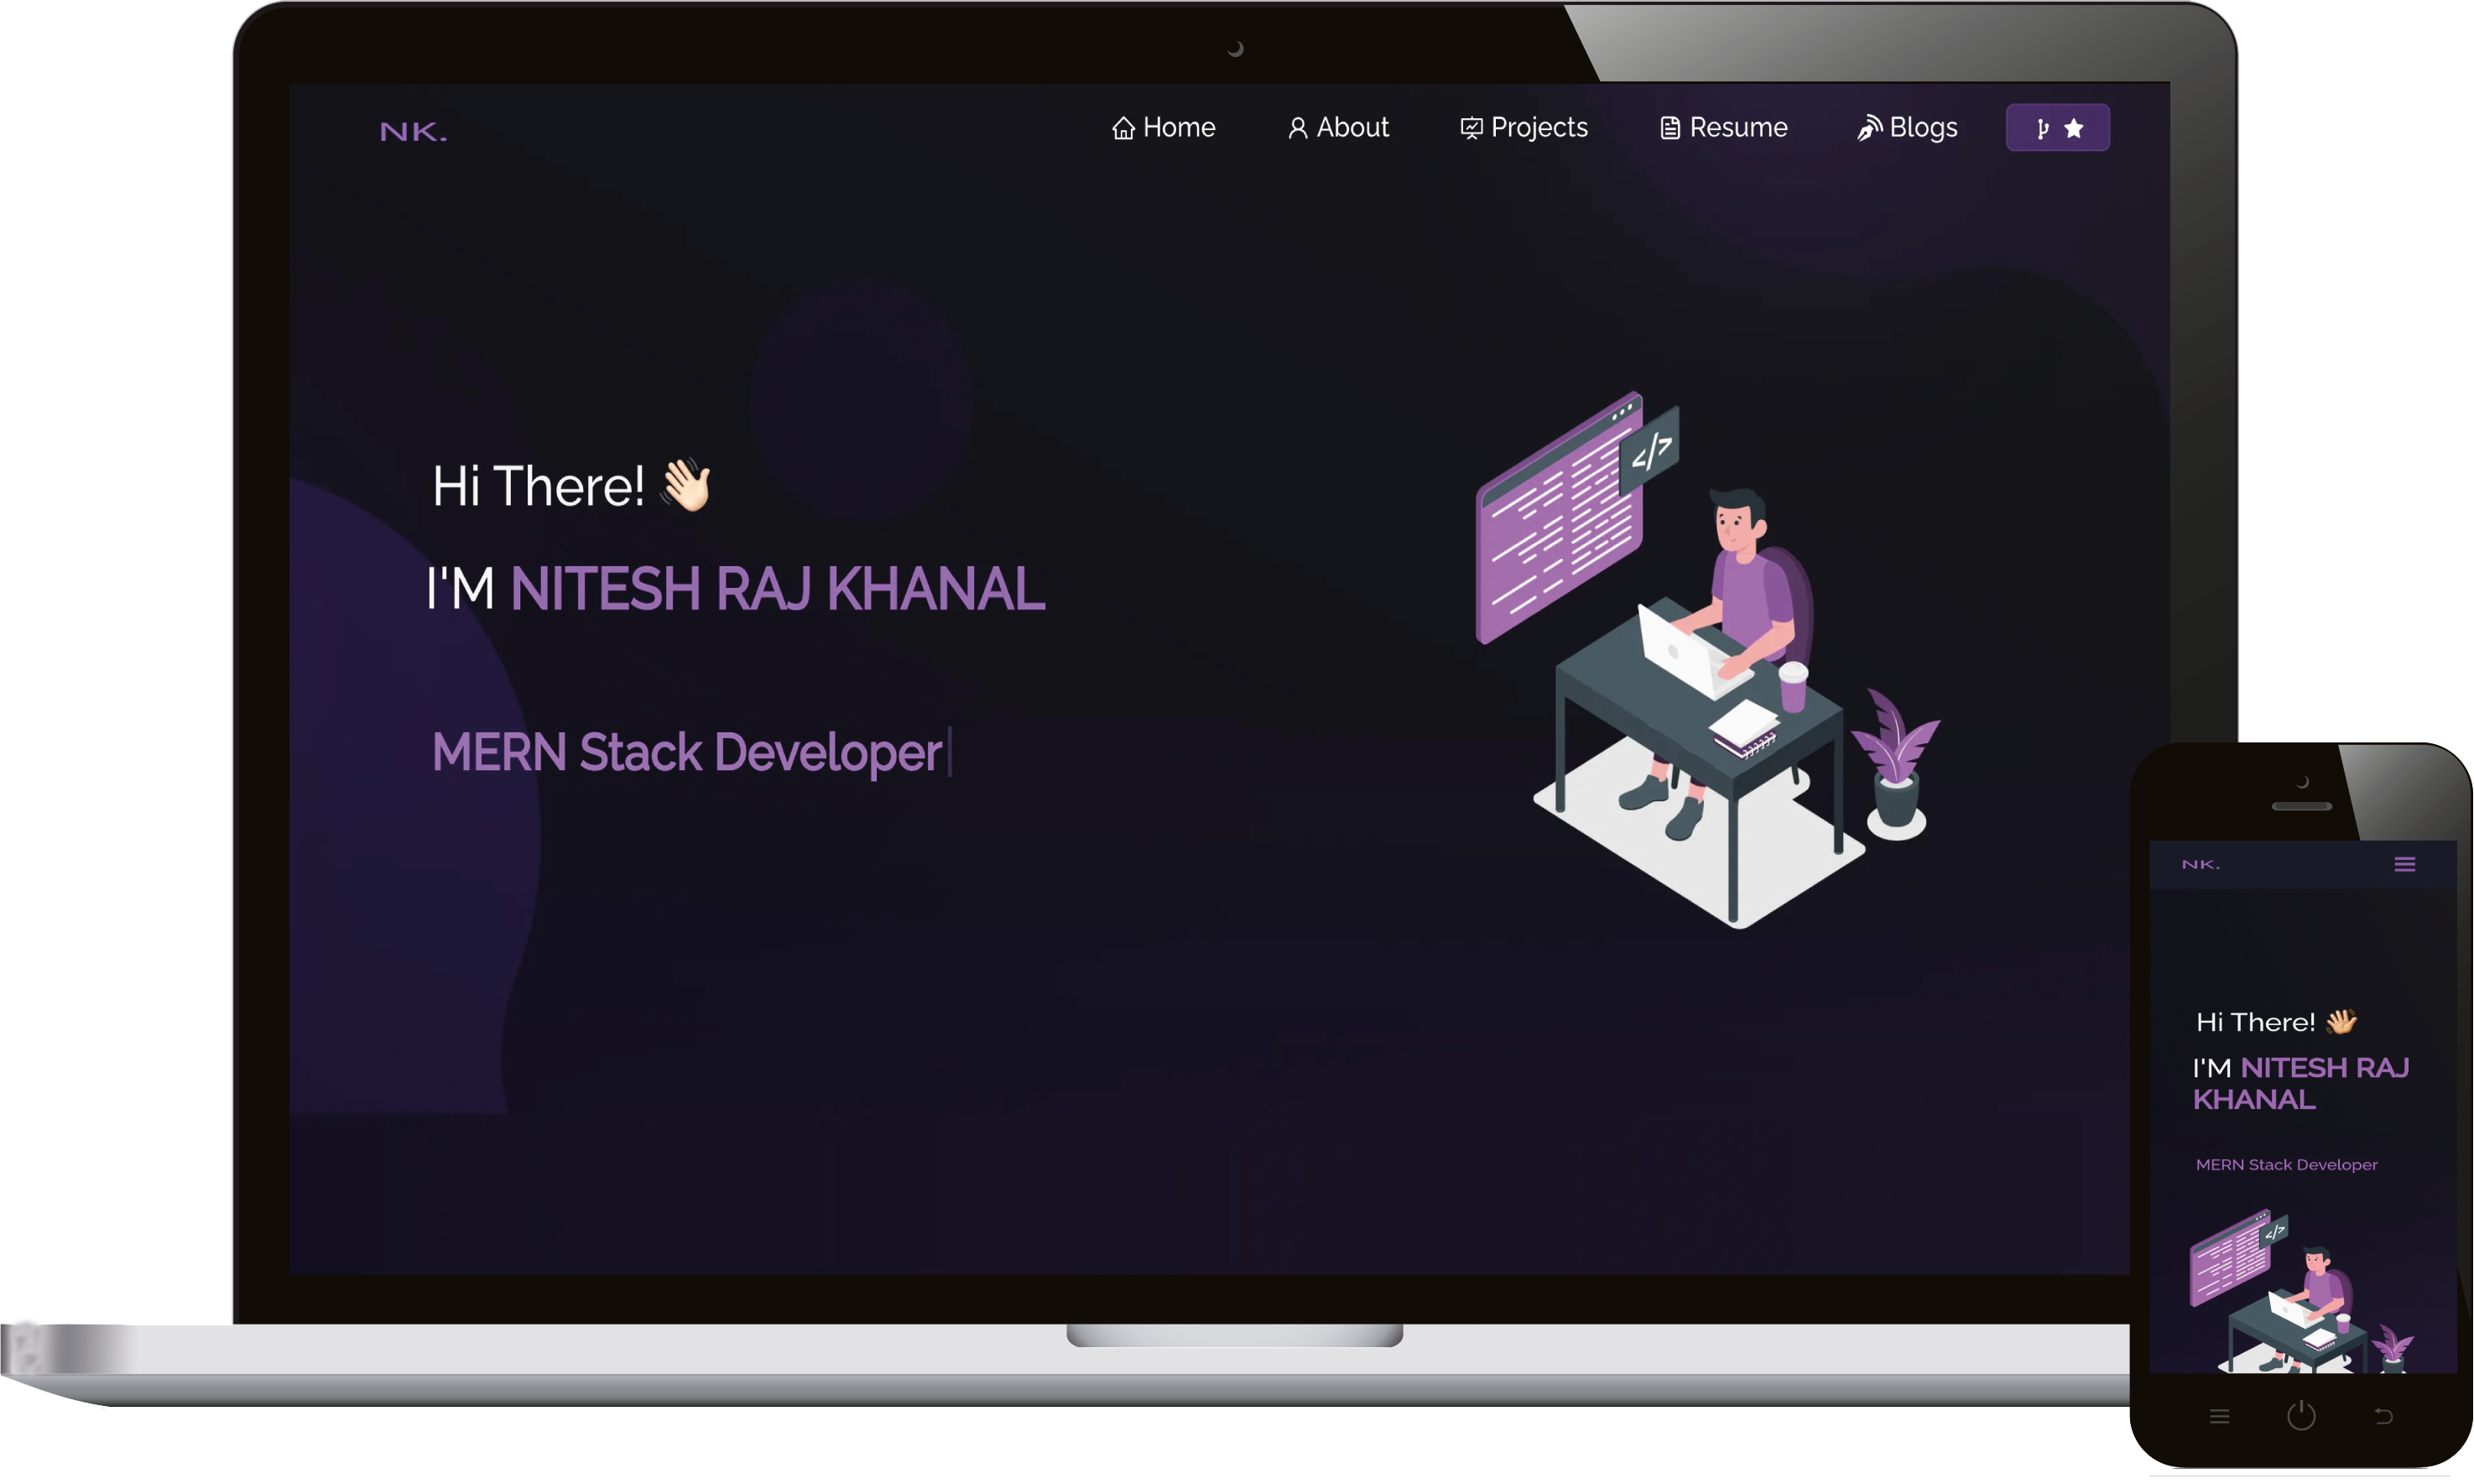 NK.
Home
About
Projects
Resume
Blogs
Hi There! 👋🏻
I'M NITESH RAJ KHANAL
MERN Stack Developer
</>
NK.
Hi There! 👋🏻
I'M NITESH RAJ
KHANAL
MERN Stack Developer
</>